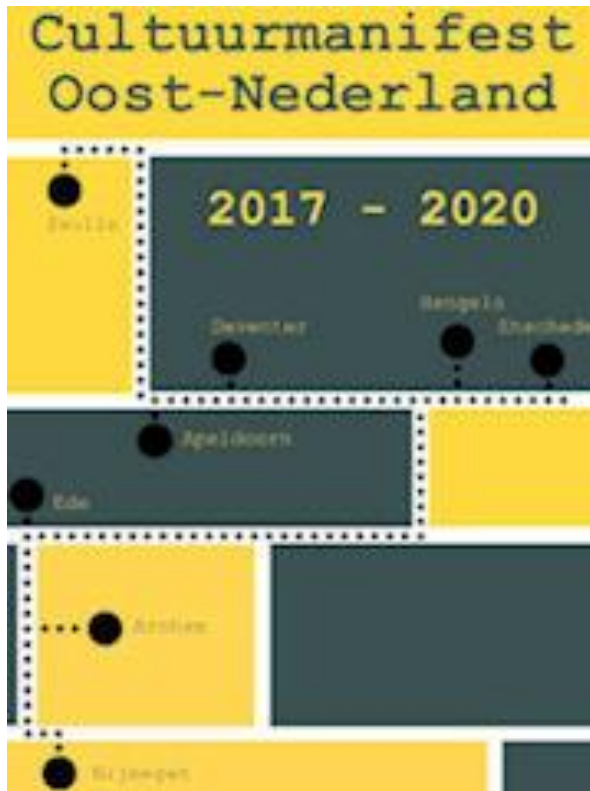 Cultuurmanifest
Oost-Nederland
Zwolle
2017 - 2020
Hengelo
Deventer
Enschede
Apeldoorn
Ede
Arnhem
Nijmegen